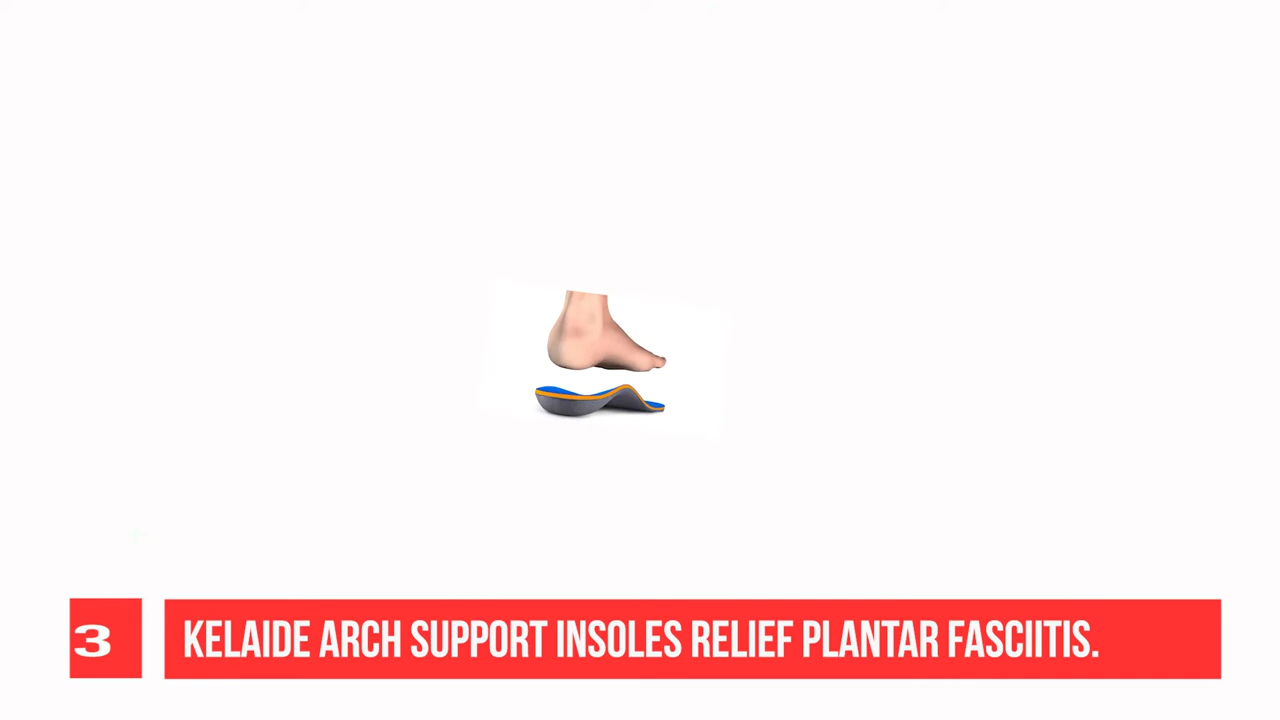 3
KELAIDE ARCH SUPPORT INSOLES RELIEF PLANTAR FASCIITIS.